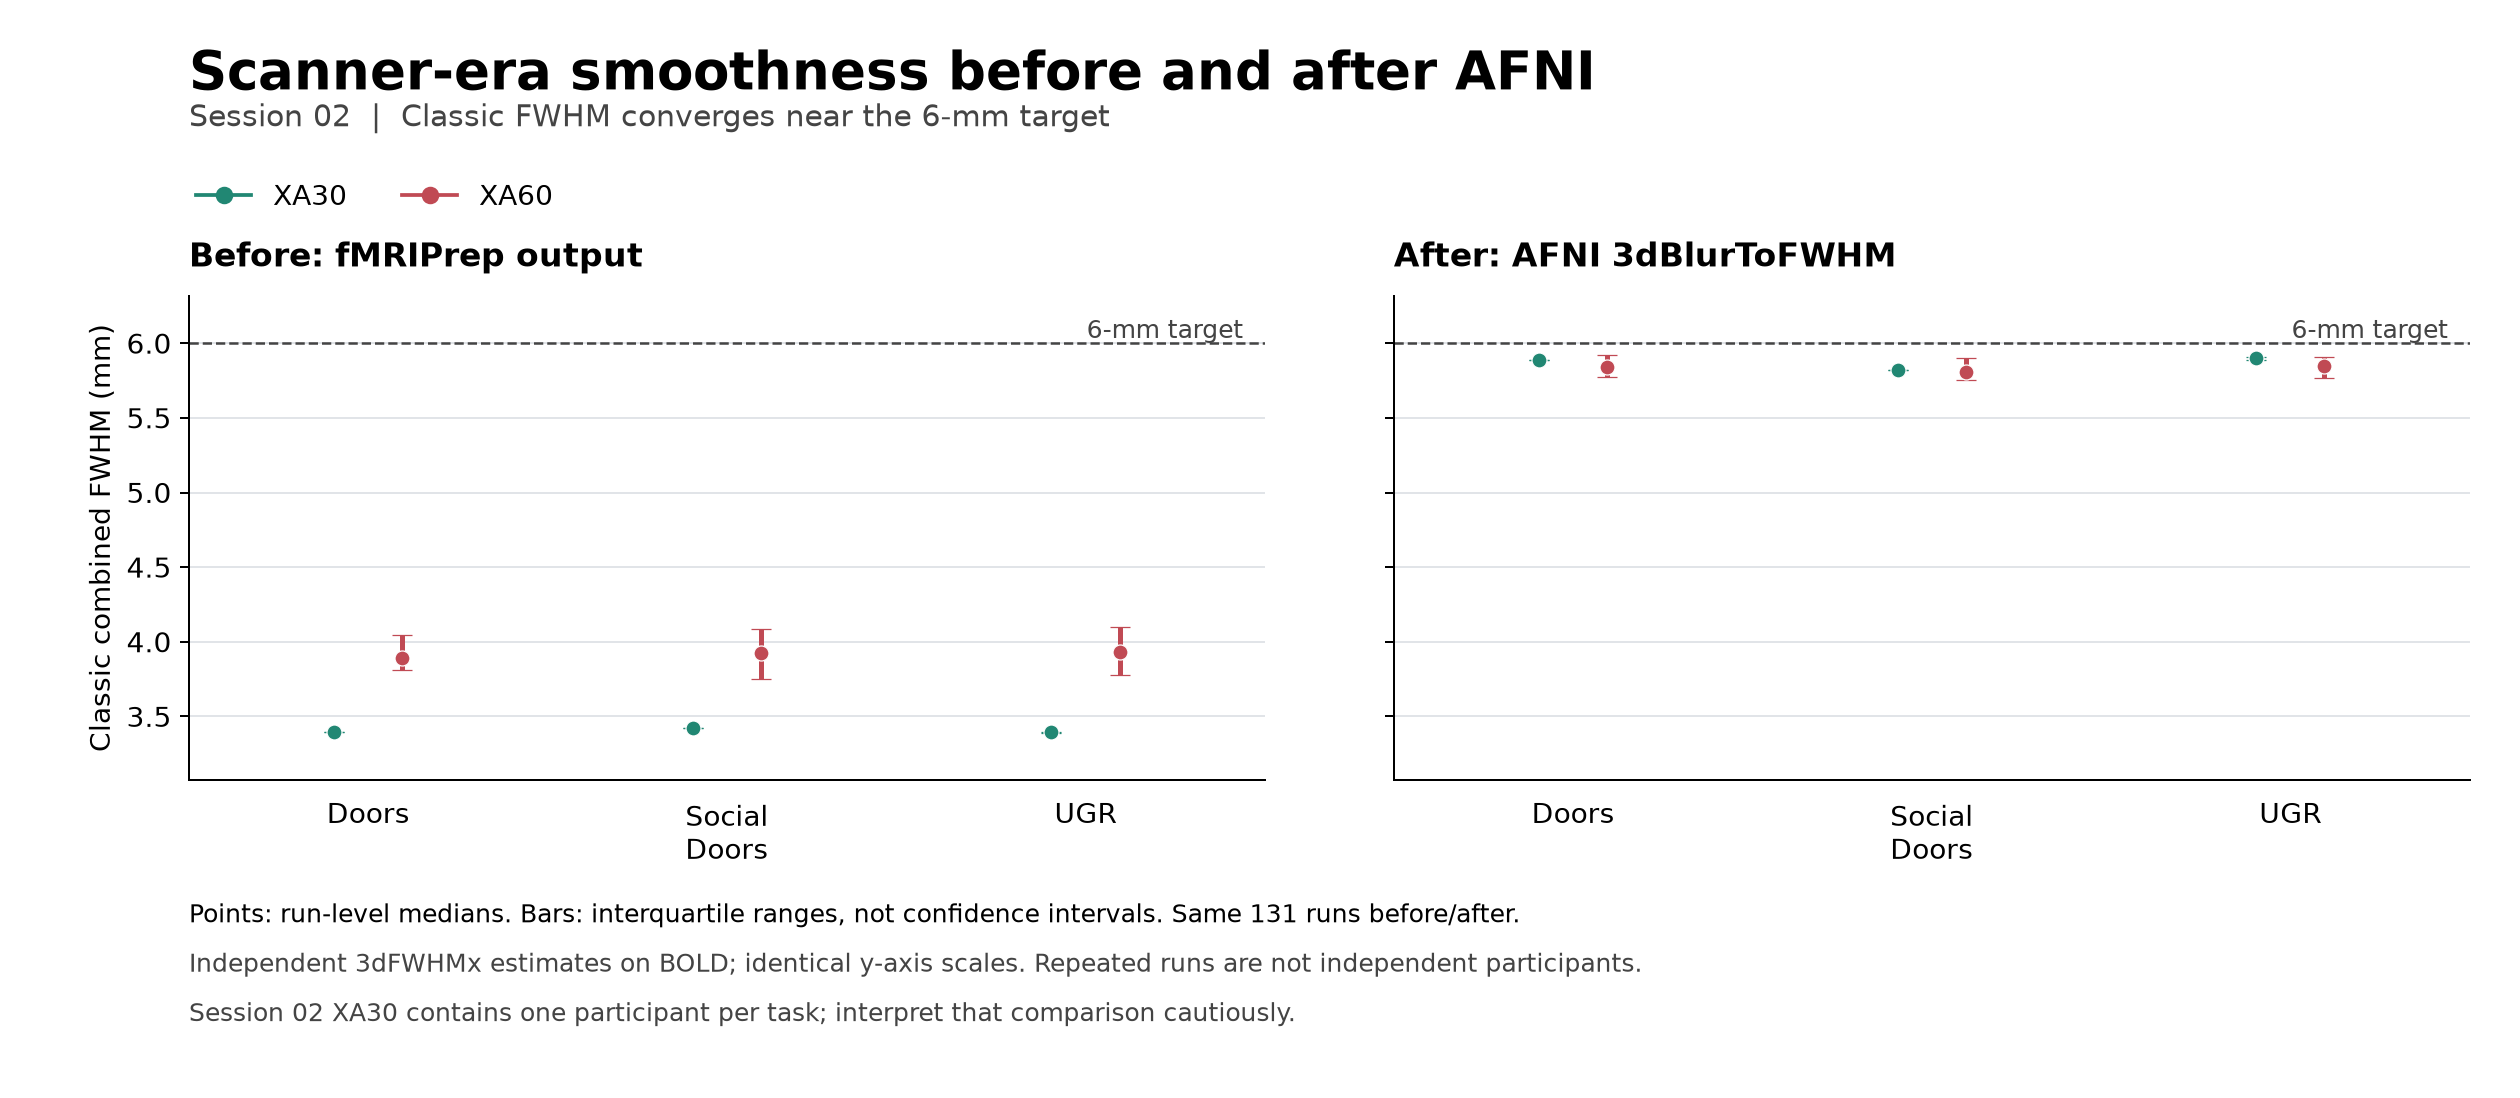 Scanner-era smoothness before and after AFNI
Session 02 | Classic FWHM converges near the 6-mm target
XA30
XA60
Before: fMRIPrep output
After: AFNI 3dBlurToFWHM
Classic combined FWHM (mm)
6.0
5.5
5.0
4.5
4.0
3.5
6-mm target
6-mm target
Doors
Social
Doors
UGR
Doors
Social
Doors
UGR
Points: run-level medians. Bars: interquartile ranges, not confidence intervals. Same 131 runs before/after.
Independent 3dFWHMx estimates on BOLD; identical y-axis scales. Repeated runs are not independent participants.
Session 02 XA30 contains one participant per task; interpret that comparison cautiously.